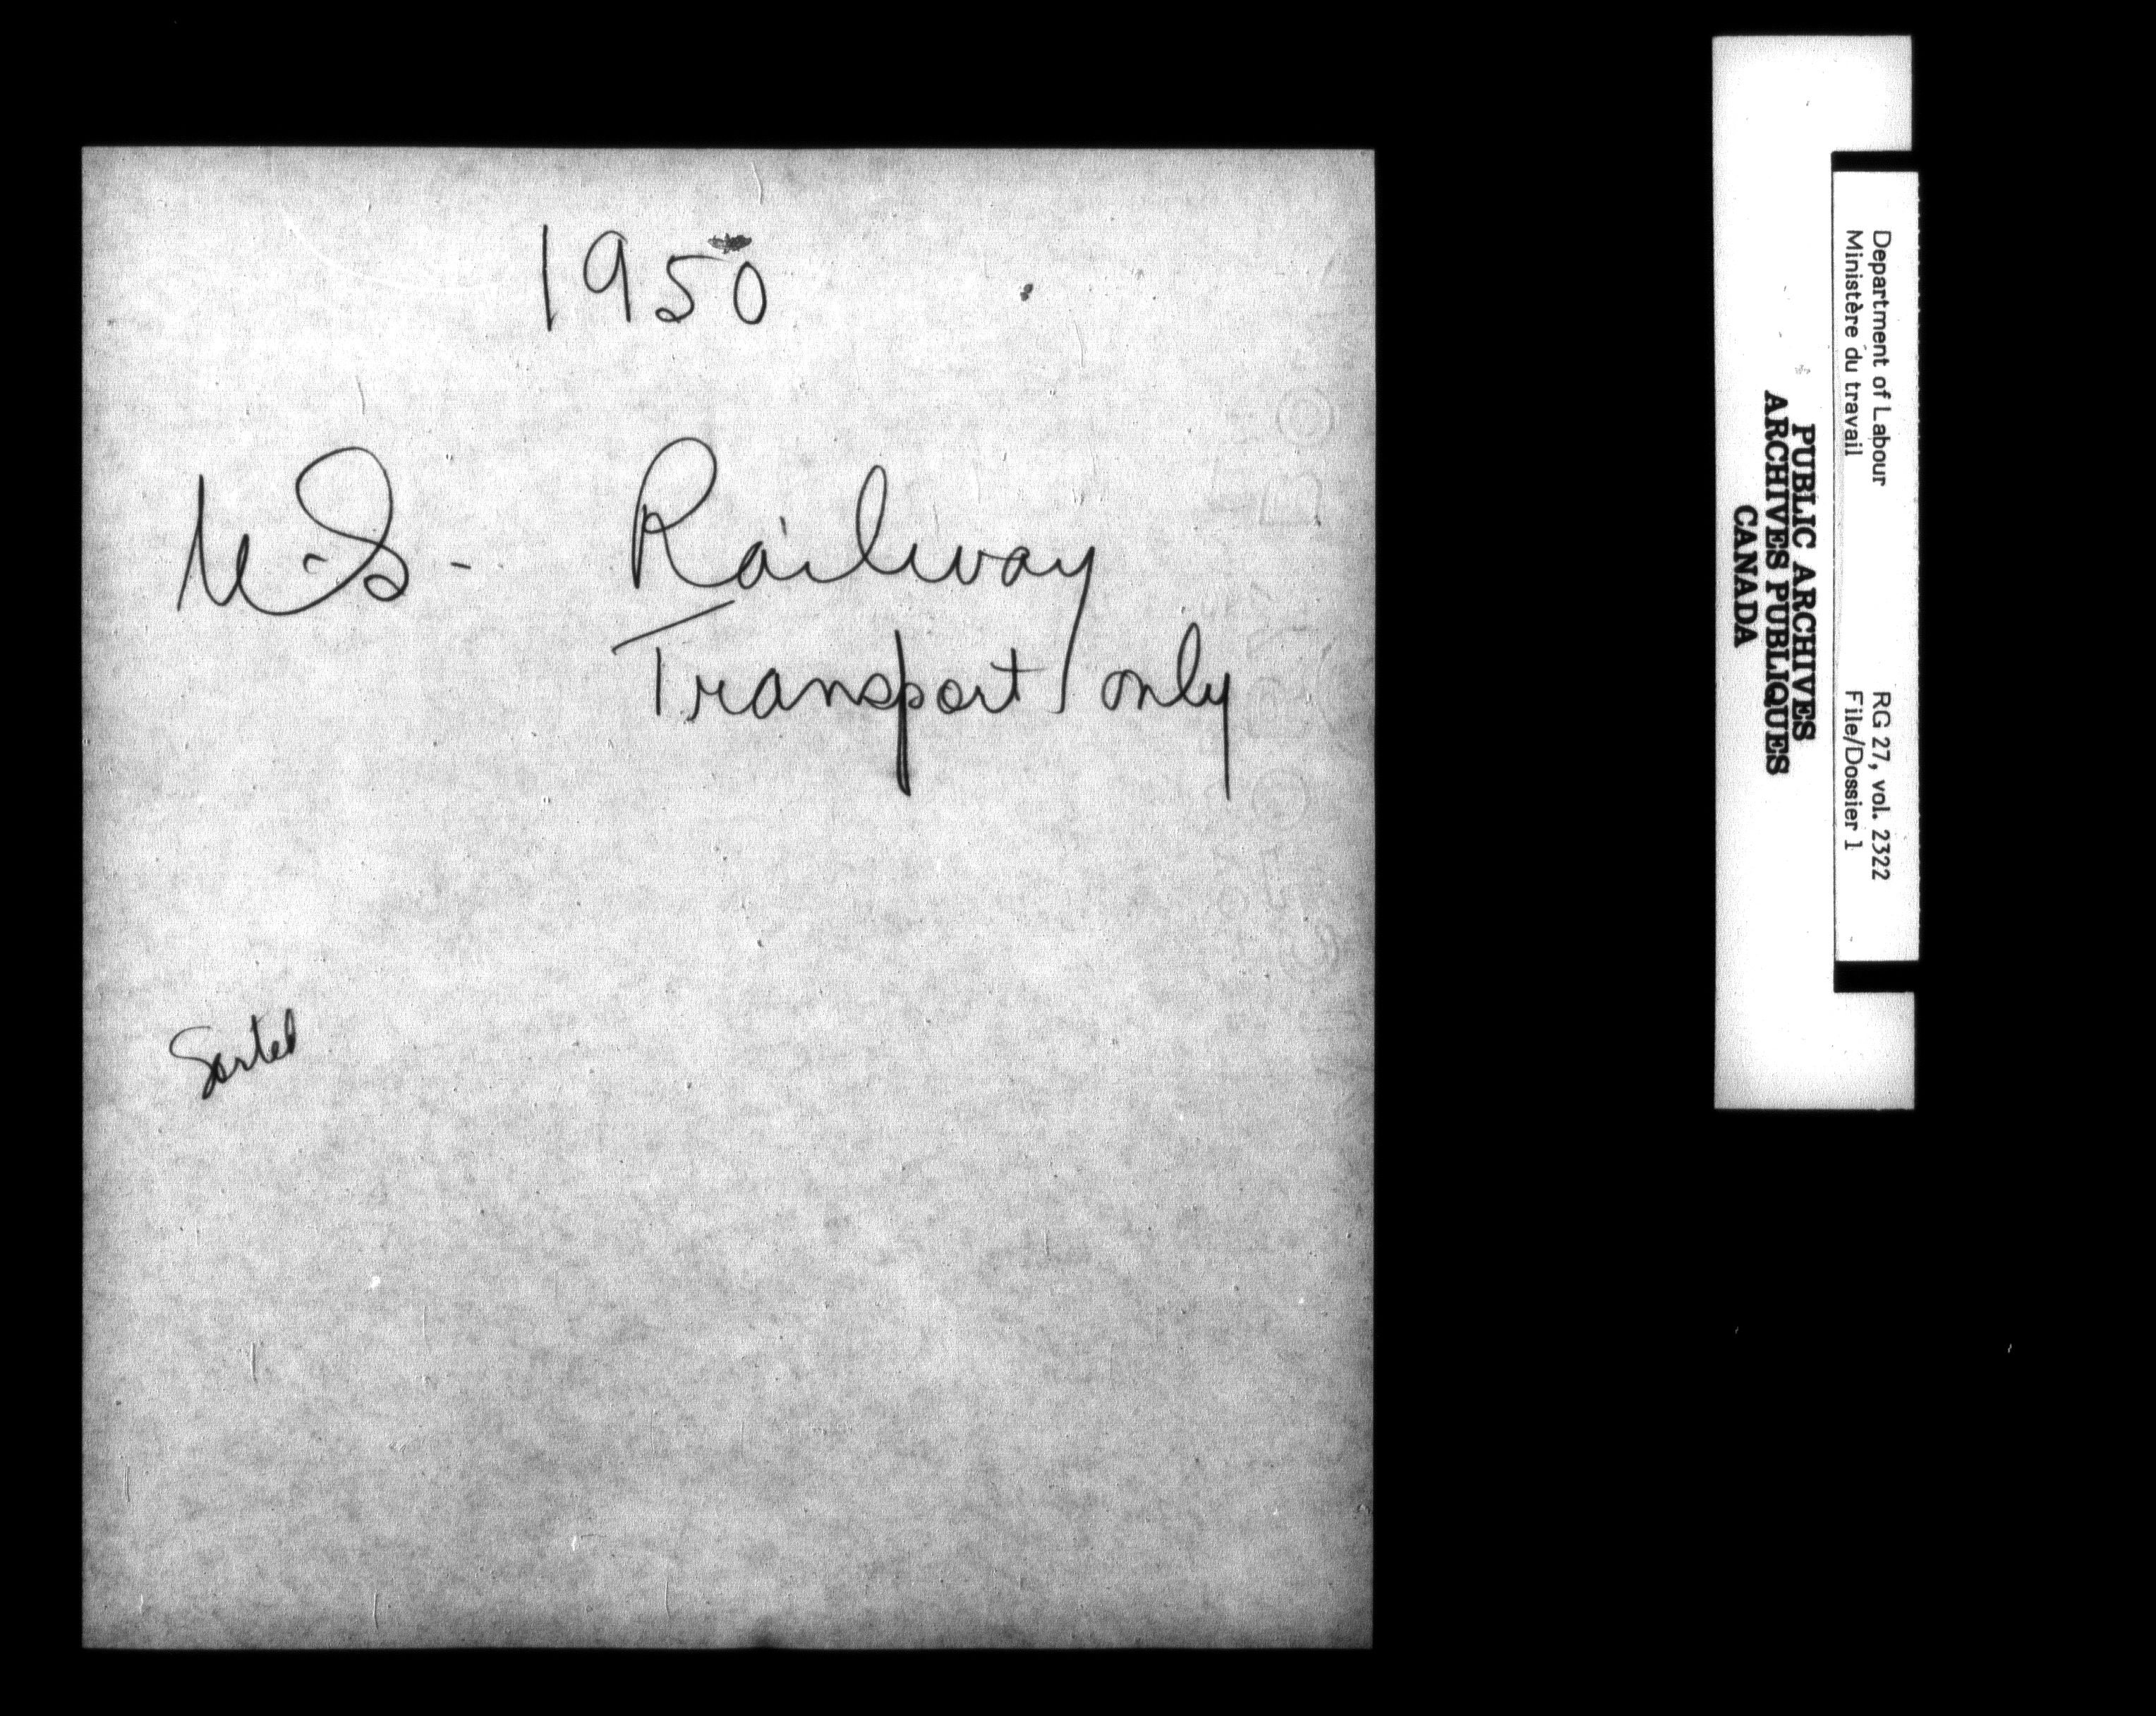 1950
U.S. Railway
Transport only
Sorted
Department of Labour
Ministère du travail
RG 27, vol. 2322
File/Dossier 1
PUBLIC ARCHIVES
ARCHIVES PUBLIQUES
CANADA